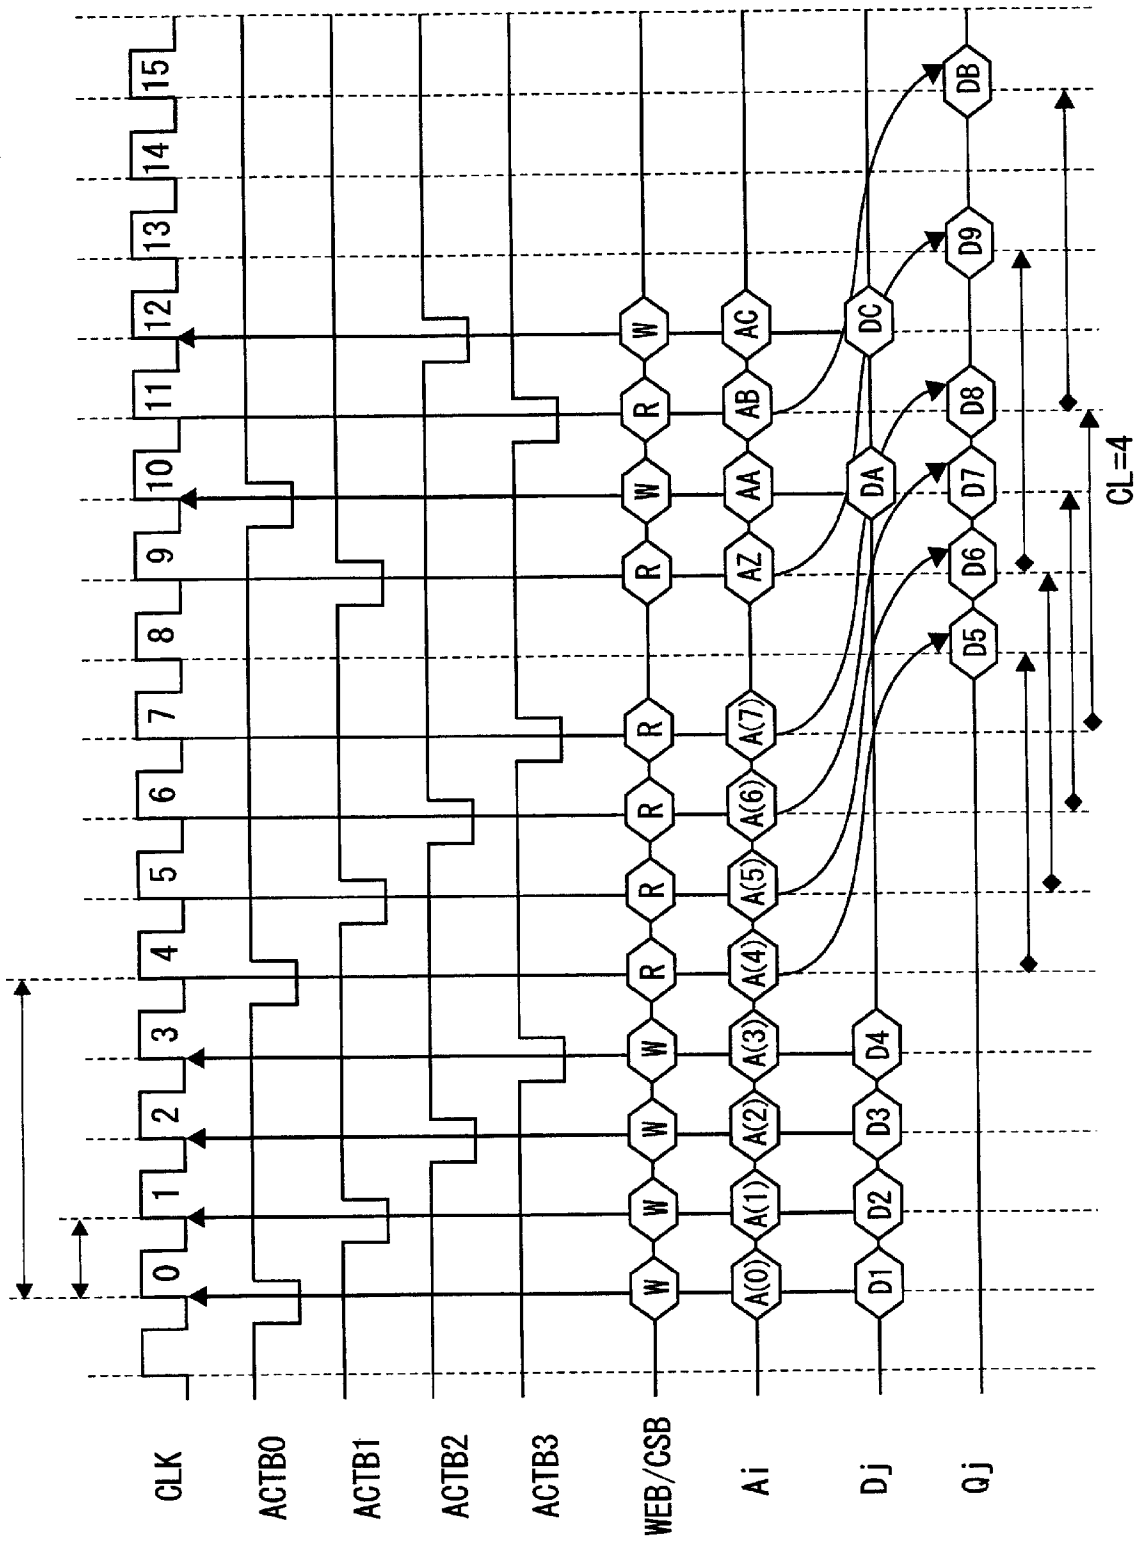 CLK 0 1 2 3 4 5 6 7 8 9 10 11 12 13 14 15
ACTB0
ACTB1
ACTB2
ACTB3
WEB/CSB W W W W R R R R R W R W
Ai A(0) A(1) A(2) A(3) A(4) A(5) A(6) A(7) AZ AA AB AC
Dj D1 D2 D3 D4 DA DC
Qj D5 D6 D7 D8 D9 DB
CL=4